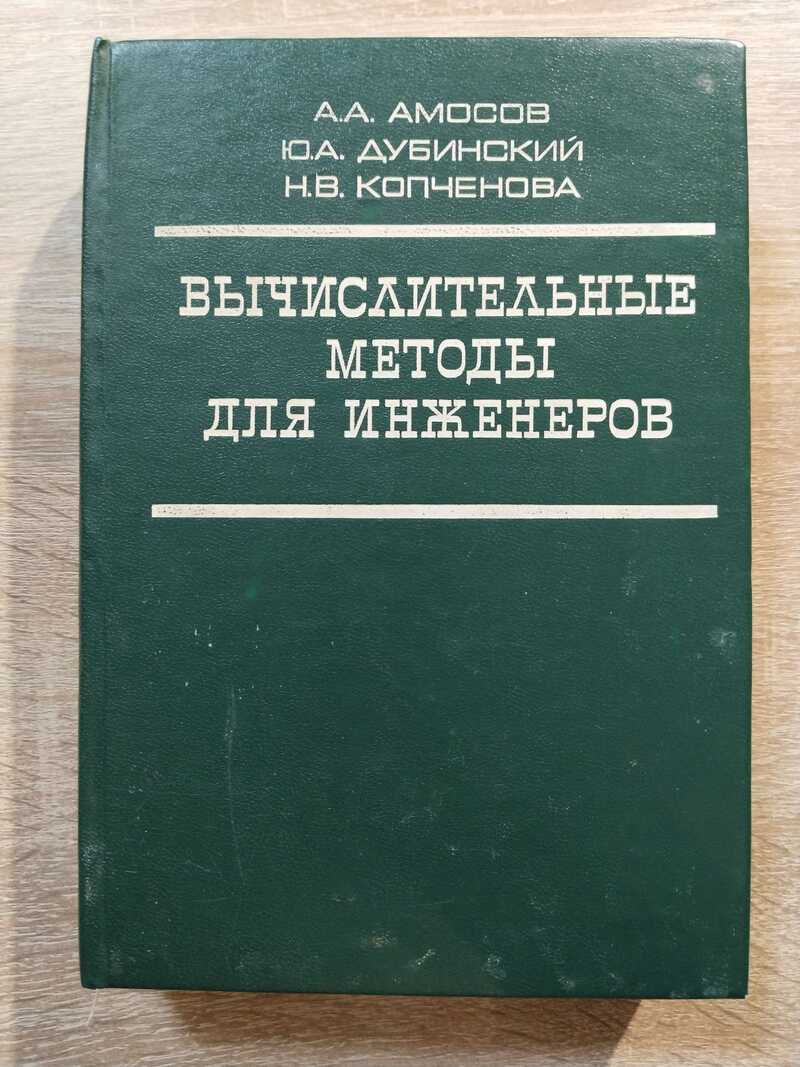 А.А. АМОСОВ
Ю.А. ДУБИНСКИЙ
Н.В. КОПЧЕНОВА
ВЫЧИСЛИТЕЛЬНЫЕ
МЕТОДЫ
ДЛЯ ИНЖЕНЕРОВ